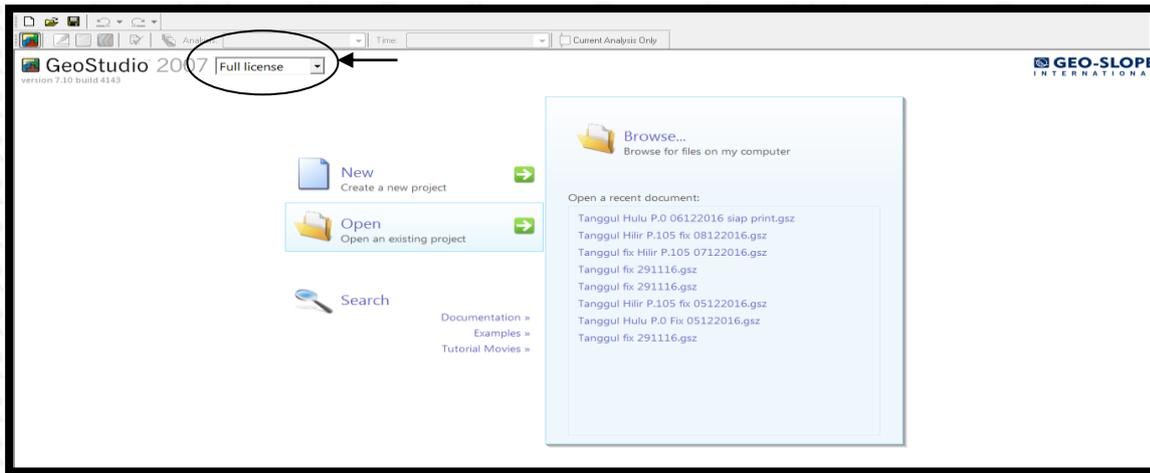 Analysis:
Time:
Current Analysis Only
GeoStudio 2007 Full license
version 7.10 build 4143
GEO-SLOPE
INTERNATIONA
New
Create a new project
Open
Open an existing project
Search
Documentation »
Examples »
Tutorial Movies »
Browse...
Browse for files on my computer
Open a recent document:
Tanggul Hulu P.0 06122016 siap print.gsz
Tanggul Hilir P.105 fix 08122016.gsz
Tanggul fix Hilir P.105 07122016.gsz
Tanggul fix 291116.gsz
Tanggul fix 291116.gsz
Tanggul Hilir P.105 fix 05122016.gsz
Tanggul Hulu P.0 Fix 05122016.gsz
Tanggul fix 291116.gsz